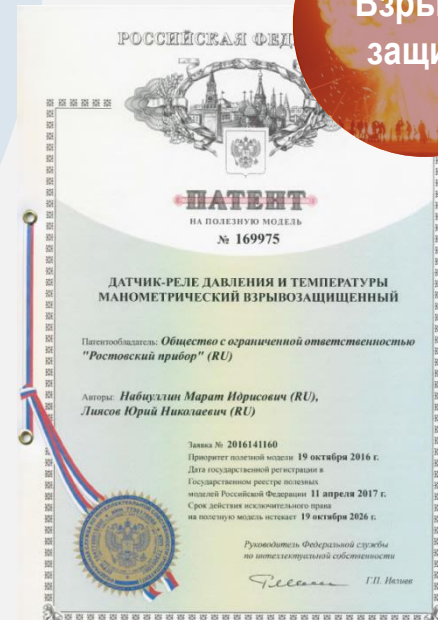 Взры
защи
РОССИЙСКАЯ ФЕД
ПАТЕНТ
НА ПОЛЕЗНУЮ МОДЕЛЬ
№ 169975
ДАТЧИК-РЕЛЕ ДАВЛЕНИЯ И ТЕМПЕРАТУРЫ
МАНОМЕТРИЧЕСКИЙ ВЗРЫВОЗАЩИЩЕННЫЙ
Патентообладатель: Общество с ограниченной ответственностью
"Ростовский прибор" (RU)
Авторы: Набиуллин Марат Идрисович (RU),
Лиясов Юрий Николаевич (RU)
Заявка № 2016141160
Приоритет полезной модели 19 октября 2016 г.
Дата государственной регистрации в
Государственном реестре полезных
моделей Российской Федерации 11 апреля 2017 г.
Срок действия исключительного права
на полезную модель истекает 19 октября 2026 г.
Руководитель Федеральной службы
по интеллектуальной собственности
Г.П. Ивлиев